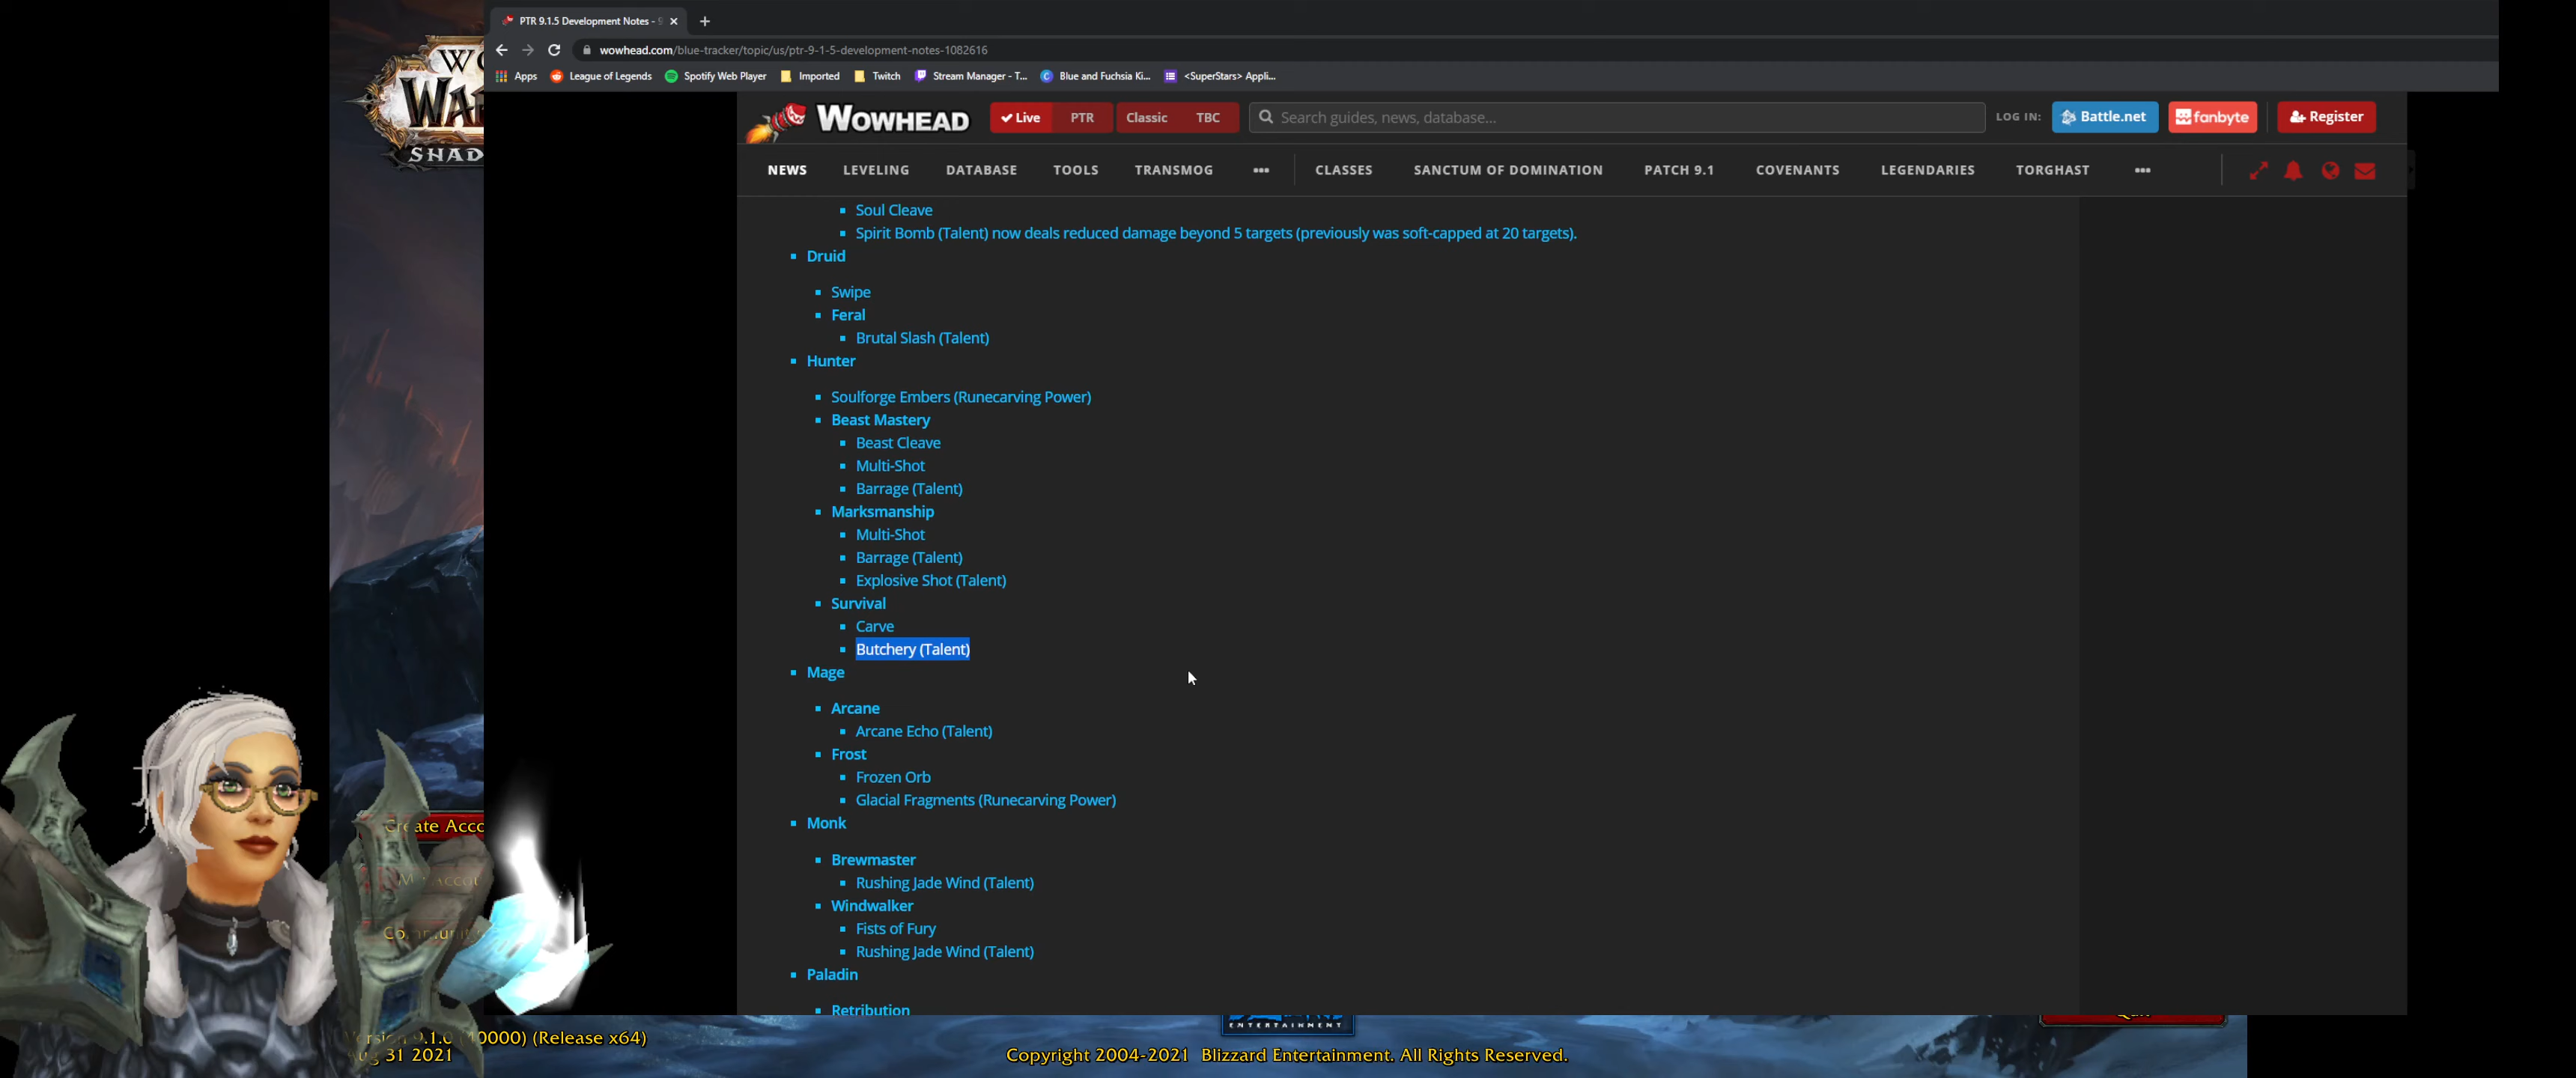 PTR 9.1.5 Development Notes - 9
wowhead.com/blue-tracker/topic/us/ptr-9-1-5-development-notes-1082616
Apps League of Legends Spotify Web Player Imported Twitch Stream Manager - T... Blue and Fuchsia Ki... <SuperStars> Appli...
WOWHEAD Live PTR Classic TBC Search guides, news, database... LOG IN: Battle.net fanbyte Register
SHAD
NEWS LEVELING DATABASE TOOLS TRANSMOG ••• CLASSES SANCTUM OF DOMINATION PATCH 9.1 COVENANTS LEGENDARIES TORGHAST •••
Soul Cleave
Spirit Bomb (Talent) now deals reduced damage beyond 5 targets (previously was soft-capped at 20 targets).
Druid
Swipe
Feral
Brutal Slash (Talent)
Hunter
Soulforge Embers (Runecarving Power)
Beast Mastery
Beast Cleave
Multi-Shot
Barrage (Talent)
Marksmanship
Multi-Shot
Barrage (Talent)
Explosive Shot (Talent)
Survival
Carve
Butchery (Talent)
Mage
Arcane
Arcane Echo (Talent)
Frost
Frozen Orb
Glacial Fragments (Runecarving Power)
Monk
Brewmaster
Rushing Jade Wind (Talent)
Windwalker
Fists of Fury
Rushing Jade Wind (Talent)
Paladin
Retribution
Create Acco
ENTERTAINMENT
(Release x64)
Aug 31 2021
Copyright 2004-2021 Blizzard Entertainment. All Rights Reserved.